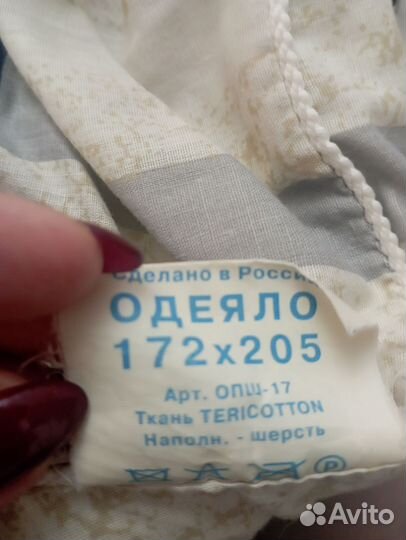 Сделано в России
ОДЕЯЛО
172х205
Арт. ОПШ-17
Ткань TERICOTTON
Наполн. - шерсть
P
Avito